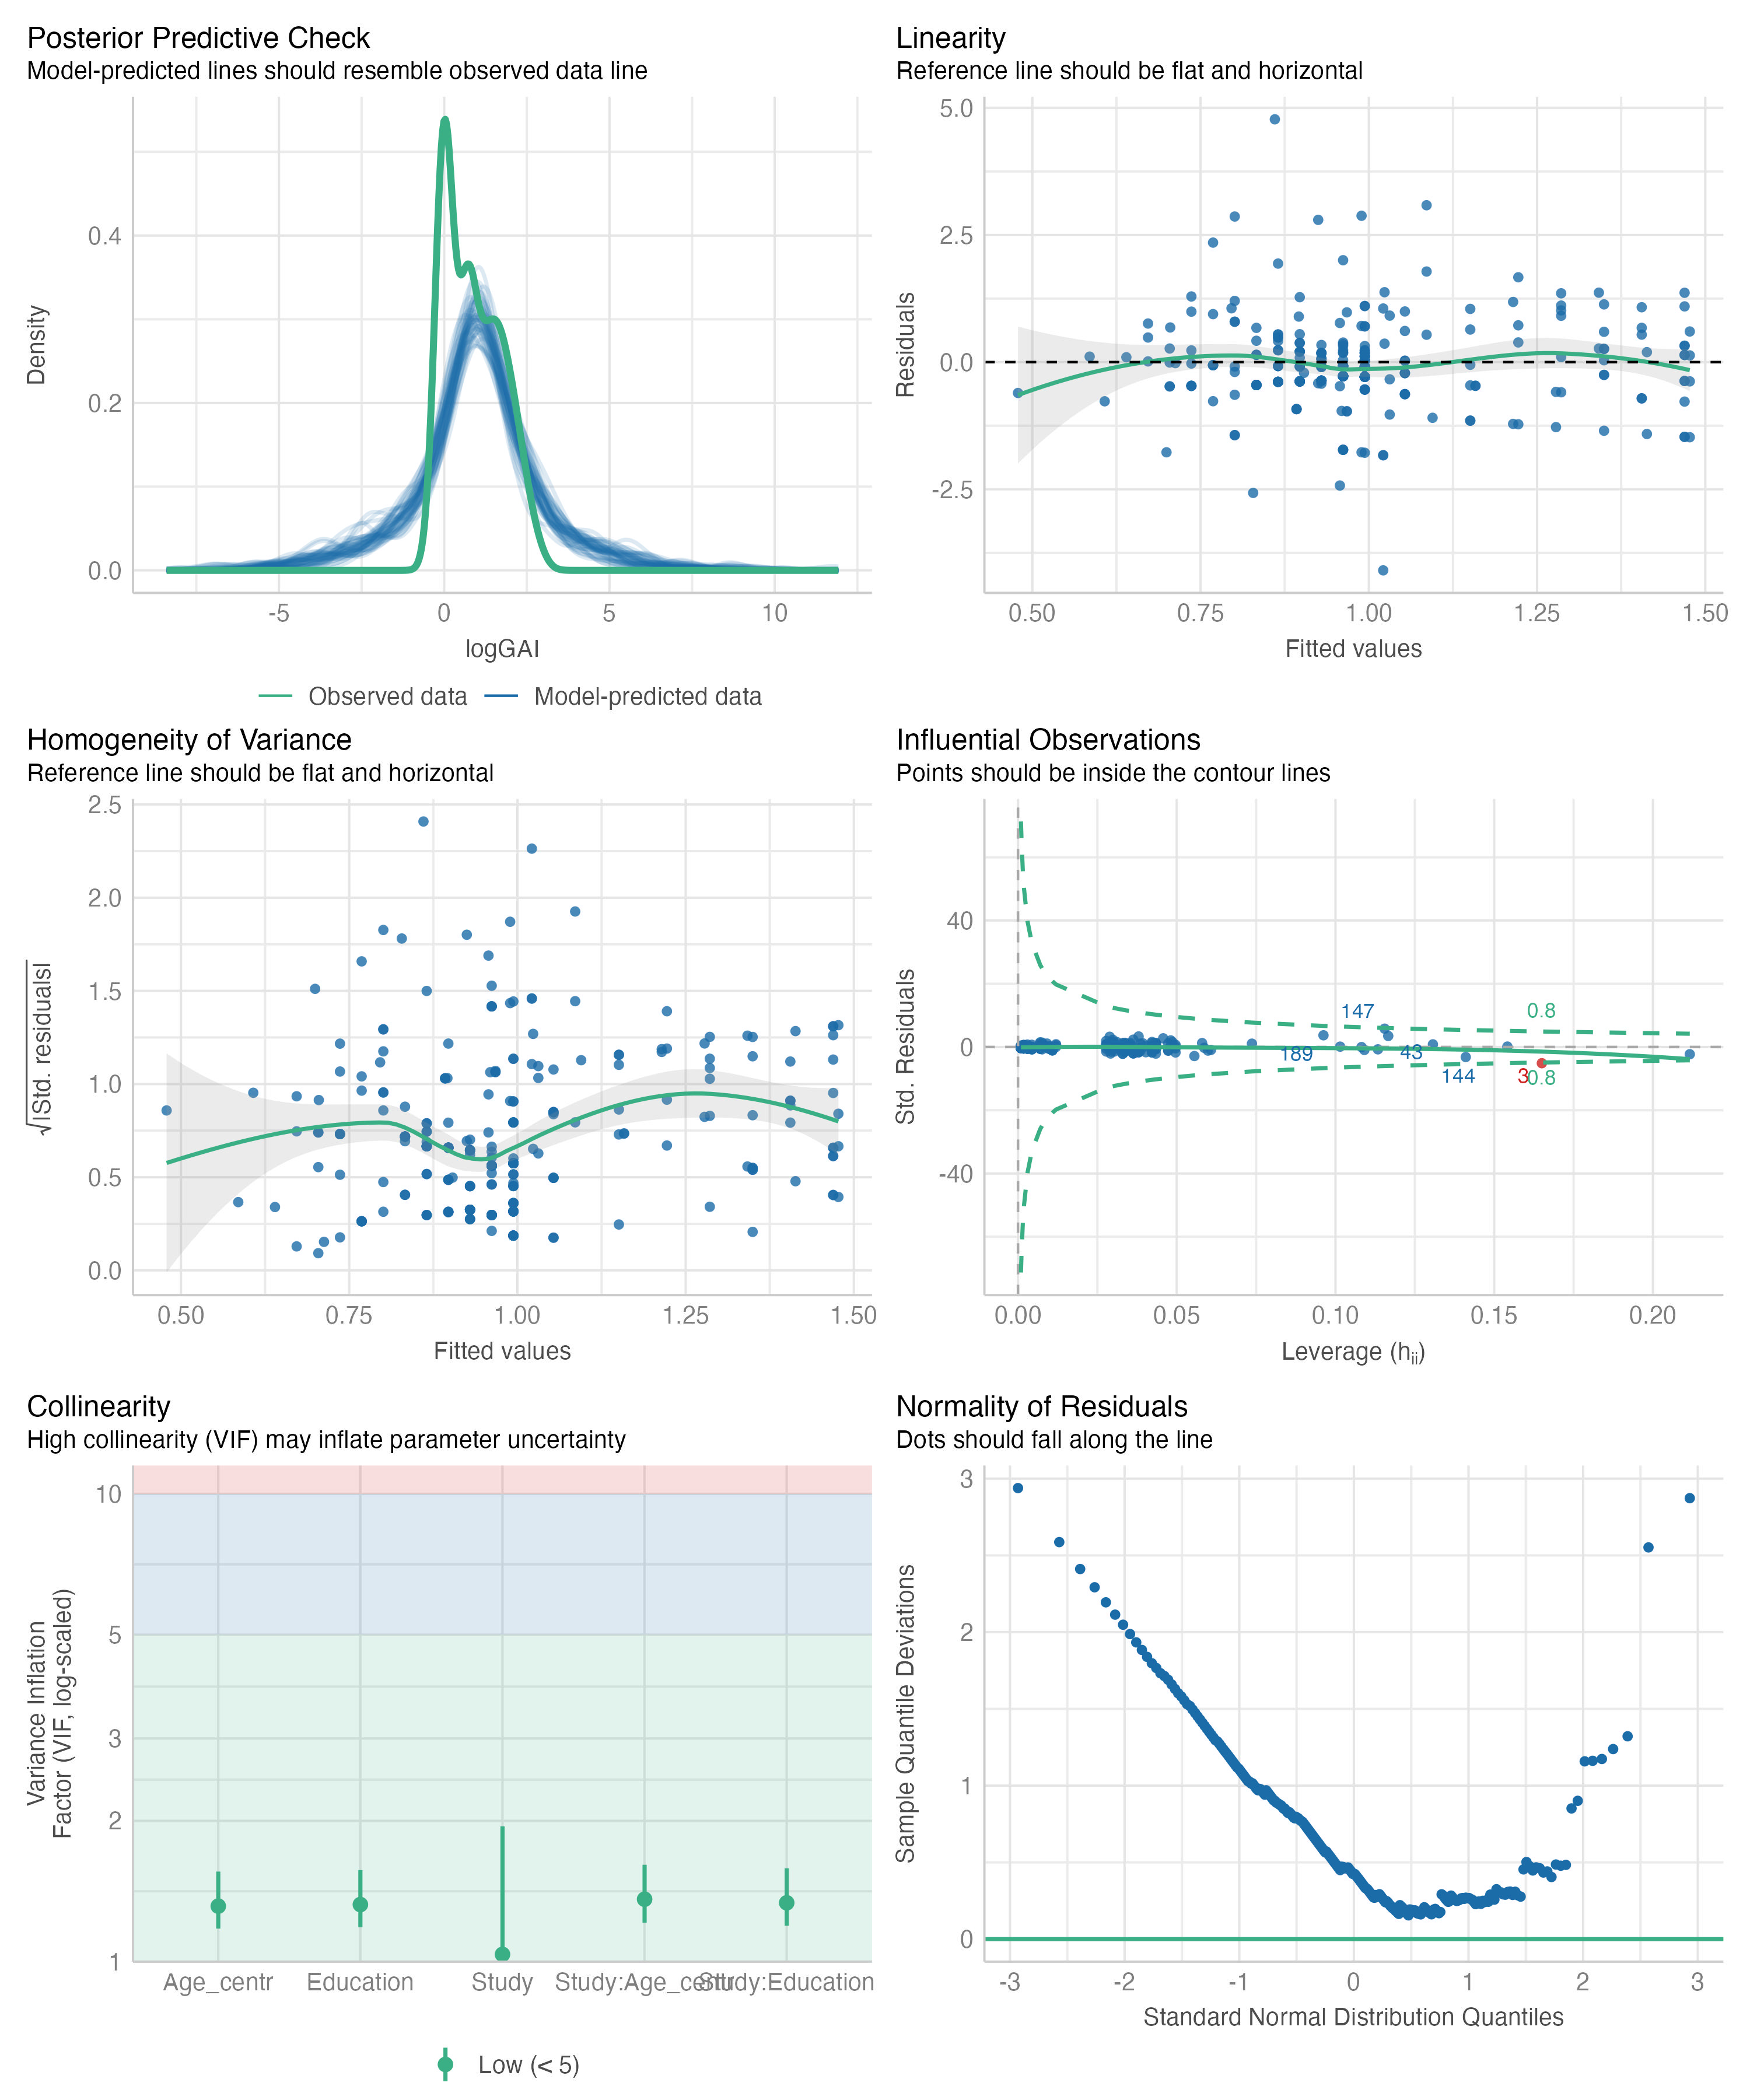 Posterior Predictive Check
Model-predicted lines should resemble observed data line
Density
0.4
0.2
0.0
-5
0
5
10
logGAI
Observed data
Model-predicted data
Linearity
Reference line should be flat and horizontal
Residuals
5.0
2.5
0.0
-2.5
0.50
0.75
1.00
1.25
1.50
Fitted values
Homogeneity of Variance
Reference line should be flat and horizontal
√|Std. residuals|
2.5
2.0
1.5
1.0
0.5
0.0
0.50
0.75
1.00
1.25
1.50
Fitted values
Influential Observations
Points should be inside the contour lines
Std. Residuals
40
0
-40
147
0.8
189
43
144
3
0.8
0.00
0.05
0.10
0.15
0.20
Leverage (hii)
Collinearity
High collinearity (VIF) may inflate parameter uncertainty
Variance Inflation
Factor (VIF, log-scaled)
10
5
3
2
1
Age_centr
Education
Study
Study:Age_centr
Study:Education
Low (< 5)
Normality of Residuals
Dots should fall along the line
Sample Quantile Deviations
3
2
1
0
-3
-2
-1
0
1
2
3
Standard Normal Distribution Quantiles